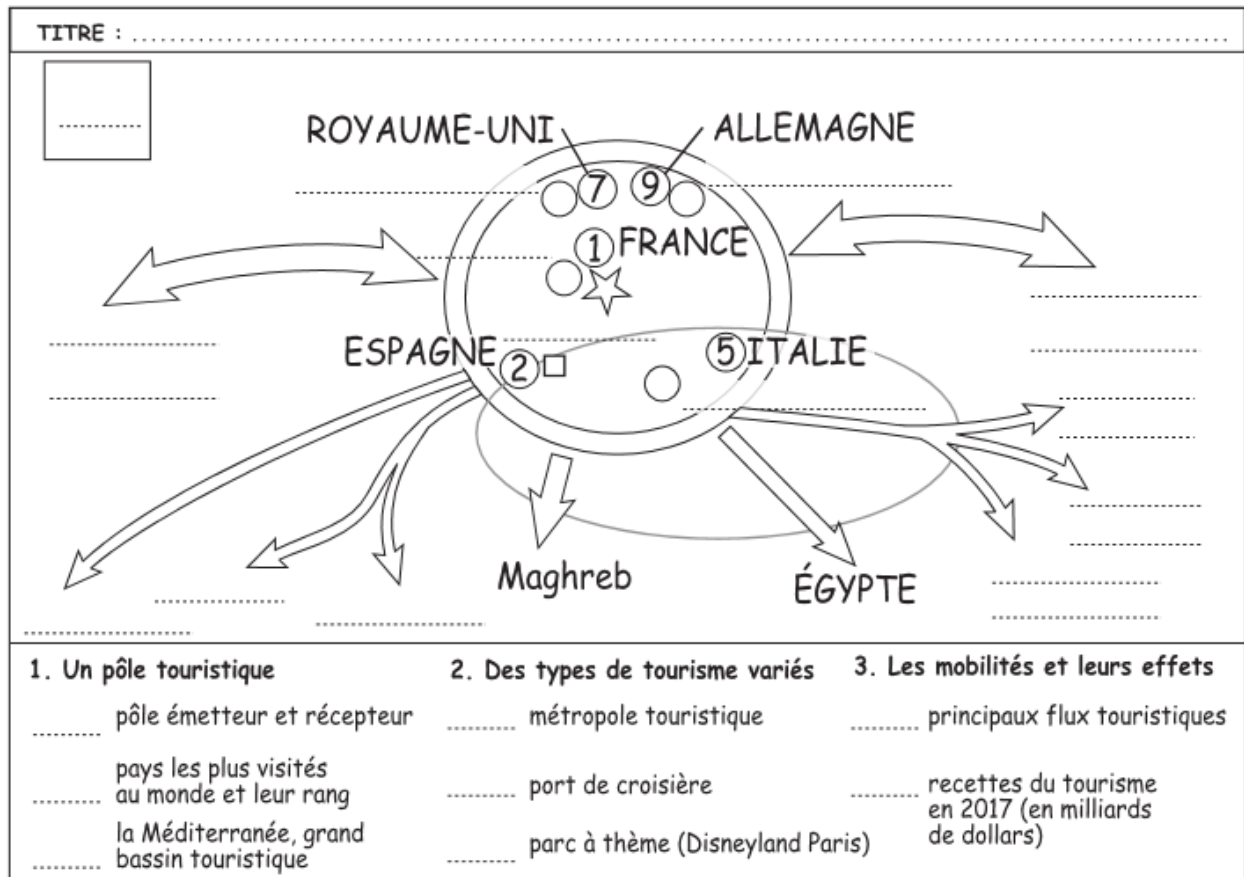 TITRE :
ROYAUME-UNI
ALLEMAGNE
7
9
1
FRANCE
ESPAGNE
2
5
ITALIE
Maghreb
ÉGYPTE
1. Un pôle touristique
pôle émetteur et récepteur
pays les plus visités
au monde et leur rang
la Méditerranée, grand
bassin touristique
2. Des types de tourisme variés
métropole touristique
port de croisière
parc à thème (Disneyland Paris)
3. Les mobilités et leurs effets
principaux flux touristiques
recettes du tourisme
en 2017 (en milliards
de dollars)